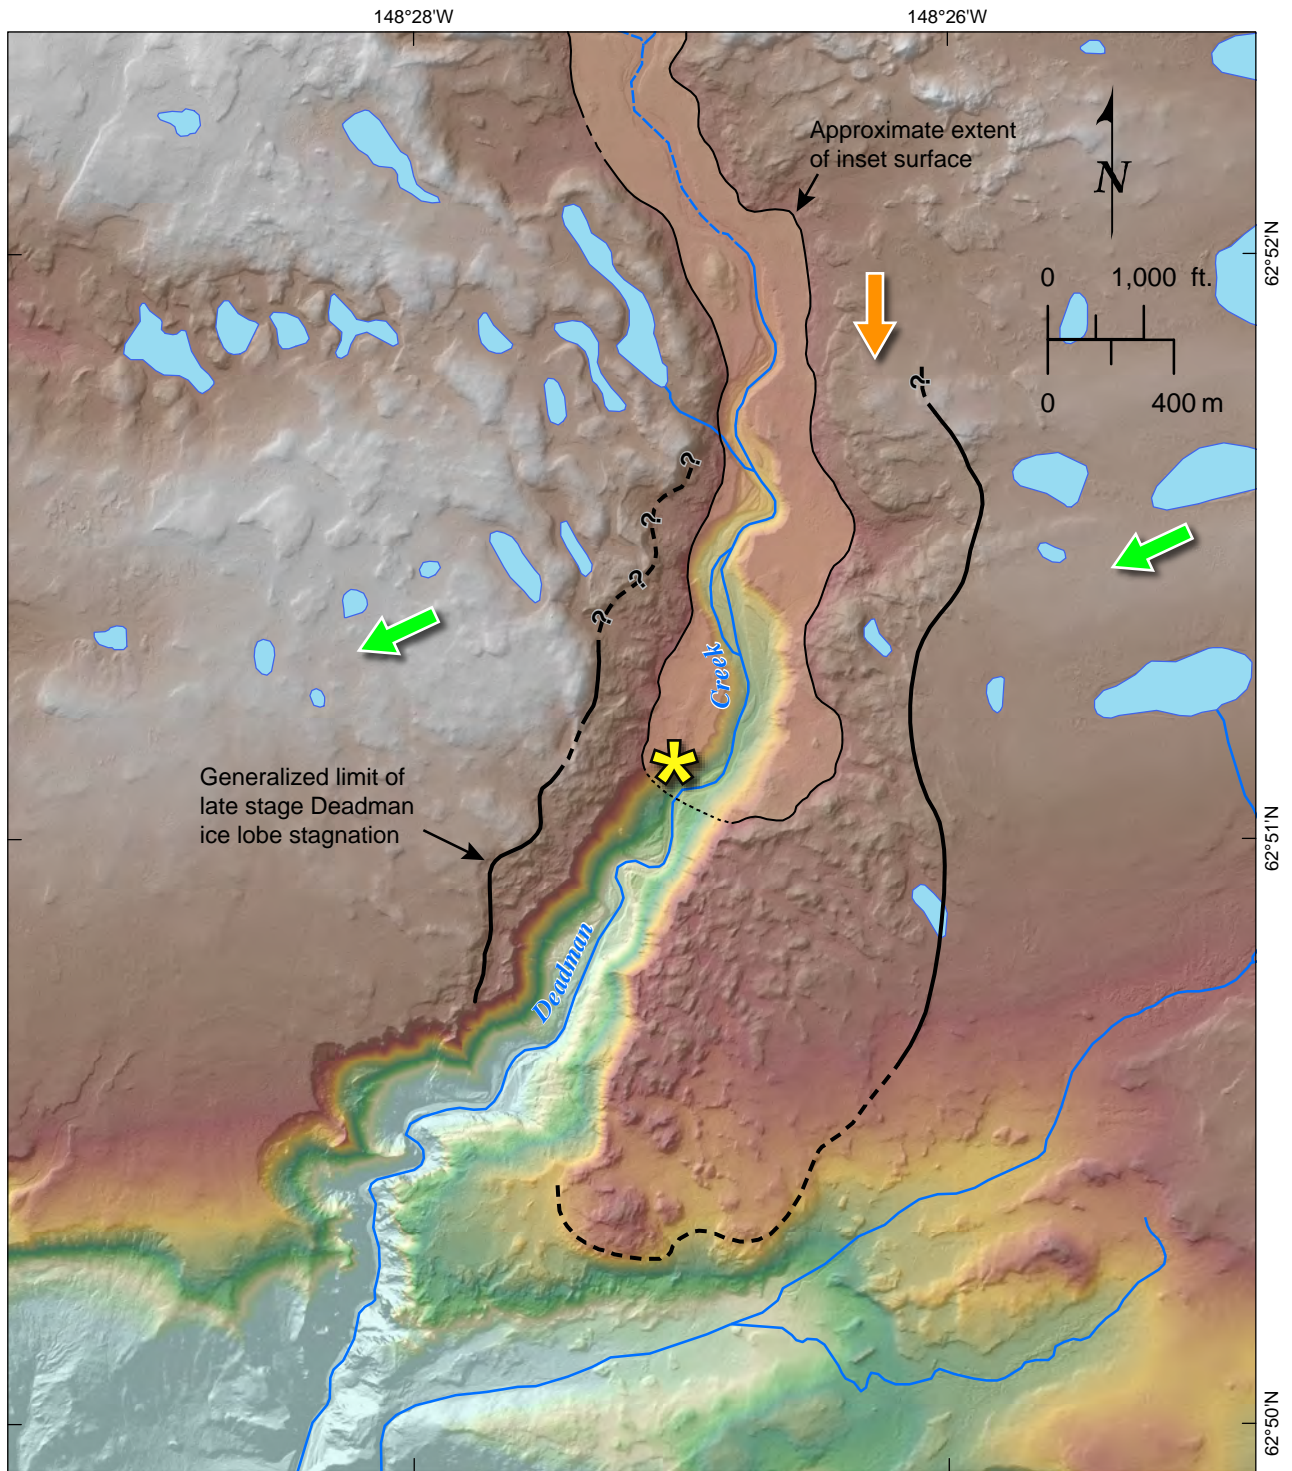 148°28'W
148°26'W
Approximate extent
of inset surface
N
62°52'N
0 1,000 ft.
0 400 m
?
?
?
?
?
Creek
Generalized limit of
late stage Deadman
ice lobe stagnation
62°51'N
Deadman
62°50'N